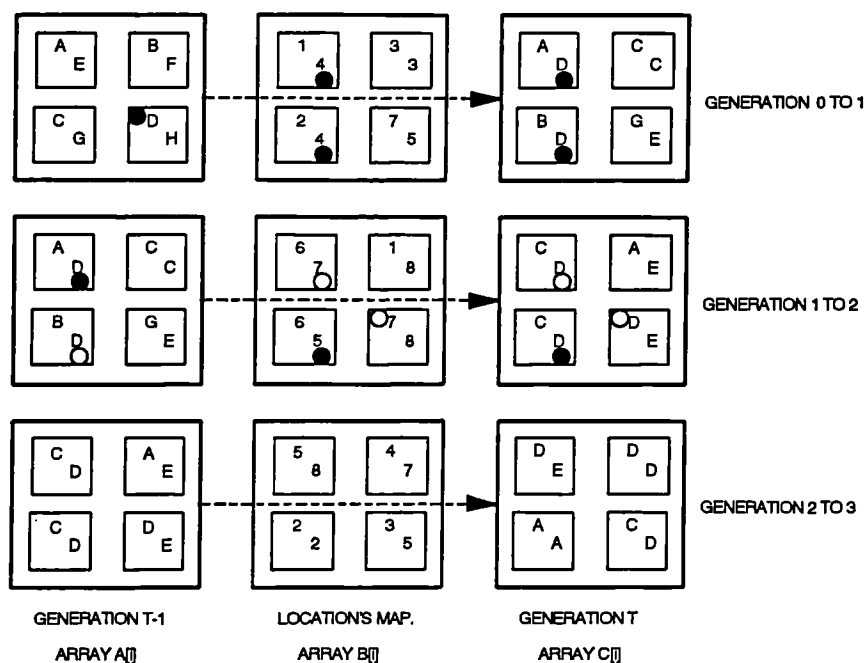 A B 1 3 A C
E F 4 3 D C
GENERATION 0 TO 1
C D 2 7 B G
G H 4 5 D E
A C 6 1 C A
D C 7 8 D E
GENERATION 1 TO 2
B G 6 7 C D
D E 5 8 D E
C A 5 4 D D
D E 8 7 E D
GENERATION 2 TO 3
C D 2 3 A C
D E 2 5 A D
GENERATION T-1 LOCATION'S MAP. GENERATION T
ARRAY A[I] ARRAY B[I] ARRAY C[I]